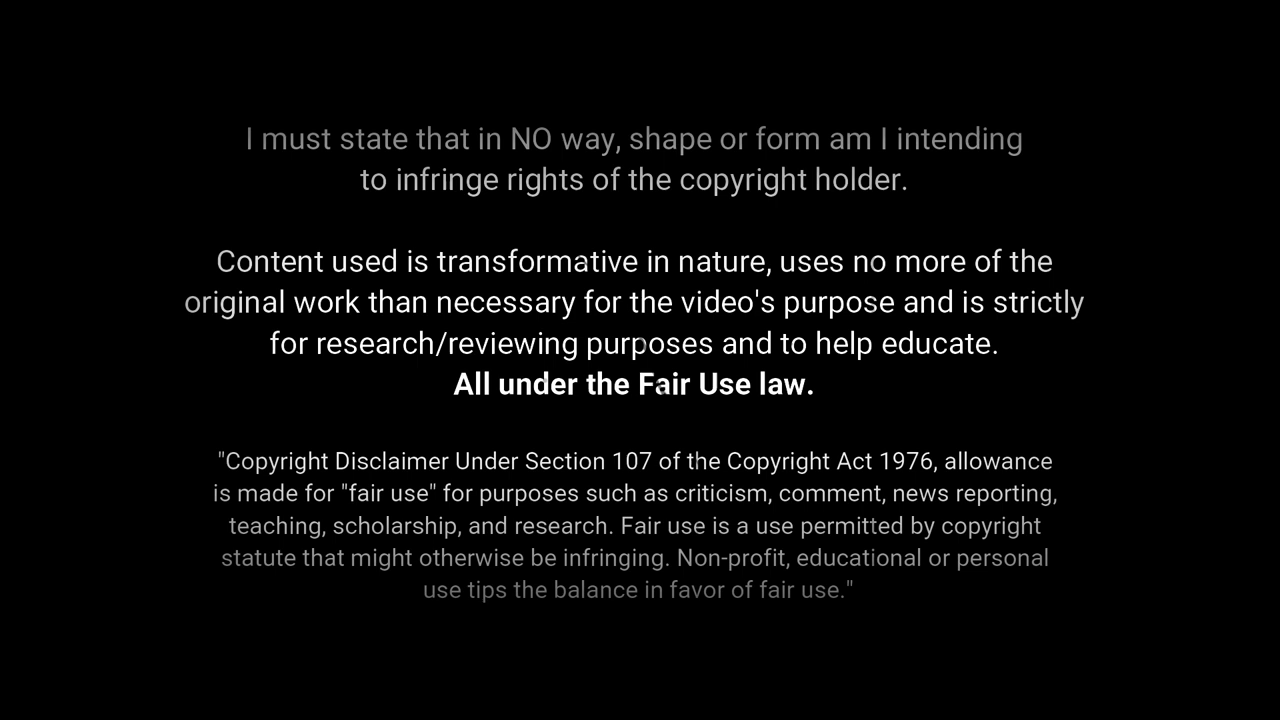 I must state that in NO way, shape or form am I intending
to infringe rights of the copyright holder.
Content used is transformative in nature, uses no more of the
original work than necessary for the video's purpose and is strictly
for research/reviewing purposes and to help educate.
All under the Fair Use law.
"Copyright Disclaimer Under Section 107 of the Copyright Act 1976, allowance
is made for "fair use" for purposes such as criticism, comment, news reporting,
teaching, scholarship, and research. Fair use is a use permitted by copyright
statute that might otherwise be infringing. Non-profit, educational or personal
use tips the balance in favor of fair use."